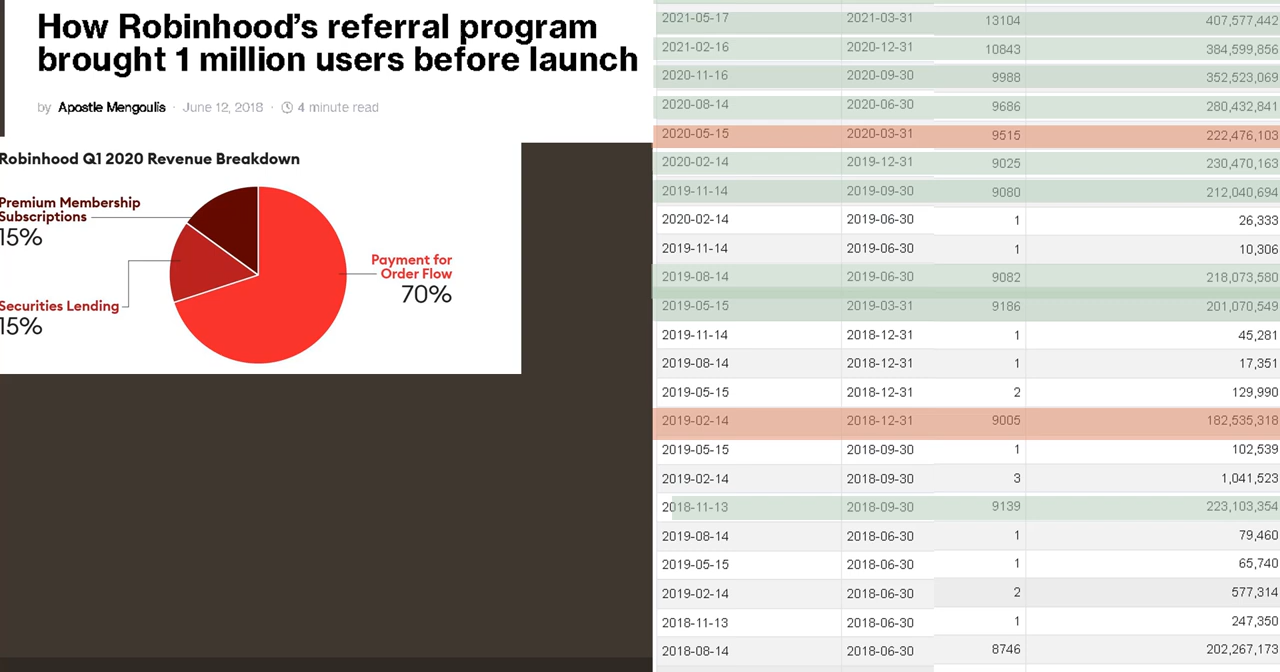 How Robinhood’s referral program
brought 1 million users before launch
by Apostle Mengoulis · June 12, 2018 · 4 minute read
Robinhood Q1 2020 Revenue Breakdown
Premium Membership
Subscriptions
15%
Payment for
Order Flow
70%
Securities Lending
15%
2021-05-17 2021-03-31 13104 407,577,442
2021-02-16 2020-12-31 10843 384,599,856
2020-11-16 2020-09-30 9988 352,523,069
2020-08-14 2020-06-30 9686 280,432,841
2020-05-15 2020-03-31 9515 222,476,103
2020-02-14 2019-12-31 9025 230,470,163
2019-11-14 2019-09-30 9080 212,040,694
2020-02-14 2019-06-30 1 26,333
2019-11-14 2019-06-30 1 10,306
2019-08-14 2019-06-30 9082 218,073,580
2019-05-15 2019-03-31 9186 201,070,549
2019-11-14 2018-12-31 1 45,281
2019-08-14 2018-12-31 1 17,351
2019-05-15 2018-12-31 2 129,990
2019-02-14 2018-12-31 9005 182,535,318
2019-05-15 2018-09-30 1 102,539
2019-02-14 2018-09-30 3 1,041,523
2018-11-13 2018-09-30 9139 223,103,354
2019-08-14 2018-06-30 1 79,460
2019-05-15 2018-06-30 1 65,740
2019-02-14 2018-06-30 2 577,314
2018-11-13 2018-06-30 1 247,350
2018-08-14 2018-06-30 8746 202,267,173